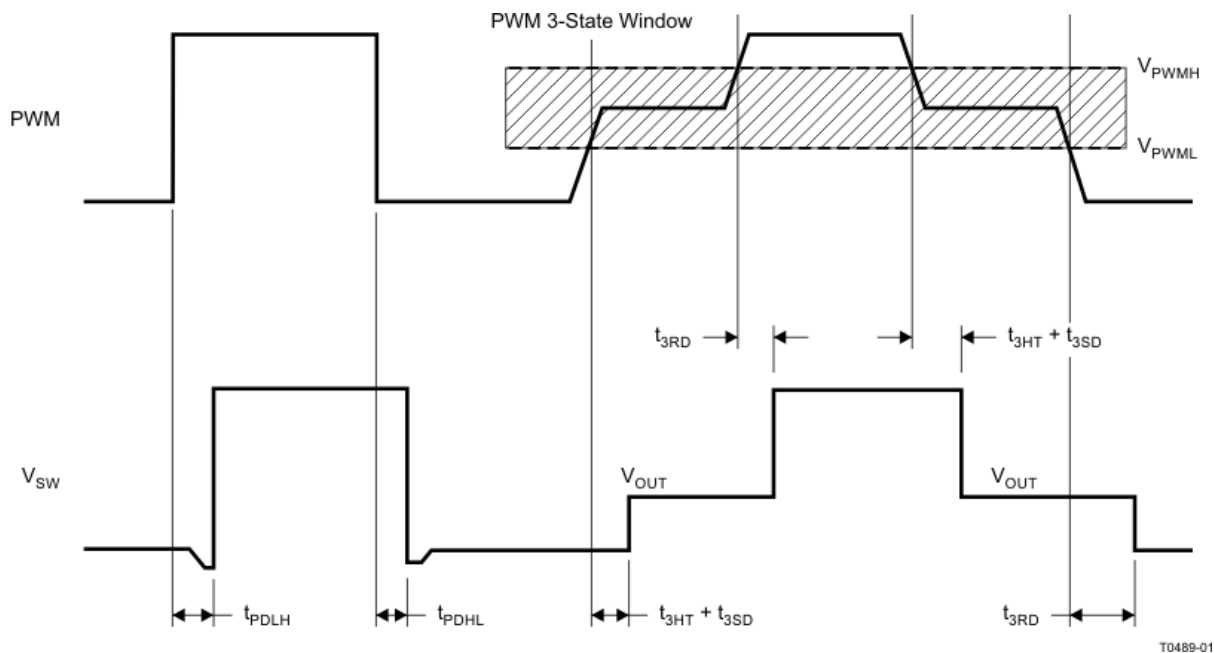 PWM 3-State Window
V_PWMH
PWM
V_PWML
t_3RD
t_3HT + t_3SD
V_SW
V_OUT
V_OUT
t_PDLH
t_PDHL
t_3HT + t_3SD
t_3RD
T0489-01